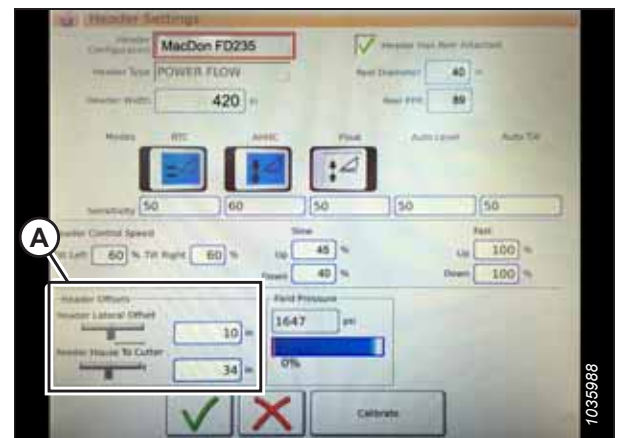 Header Settings
Header Configuration MacDon FD235 Header Has Reel Attached
Header Type POWER FLOW Reel Diameter 40 in
Header Width 420 in Reel PPR 89
Modes RTC AHHC Float Auto Level Auto Tilt
Sensitivity 50 60 50 50 50
Header Control Speed Slow Fast
Tilt Left 60 % Tilt Right 60 % Up 45 % Up 100 %
Down 40 % Down 100 %
A
Header Offsets Field Pressure
Header Lateral Offset 1647 psi
10 in
Feeder House To Cutter 0%
34 in
Calibrate
1035988